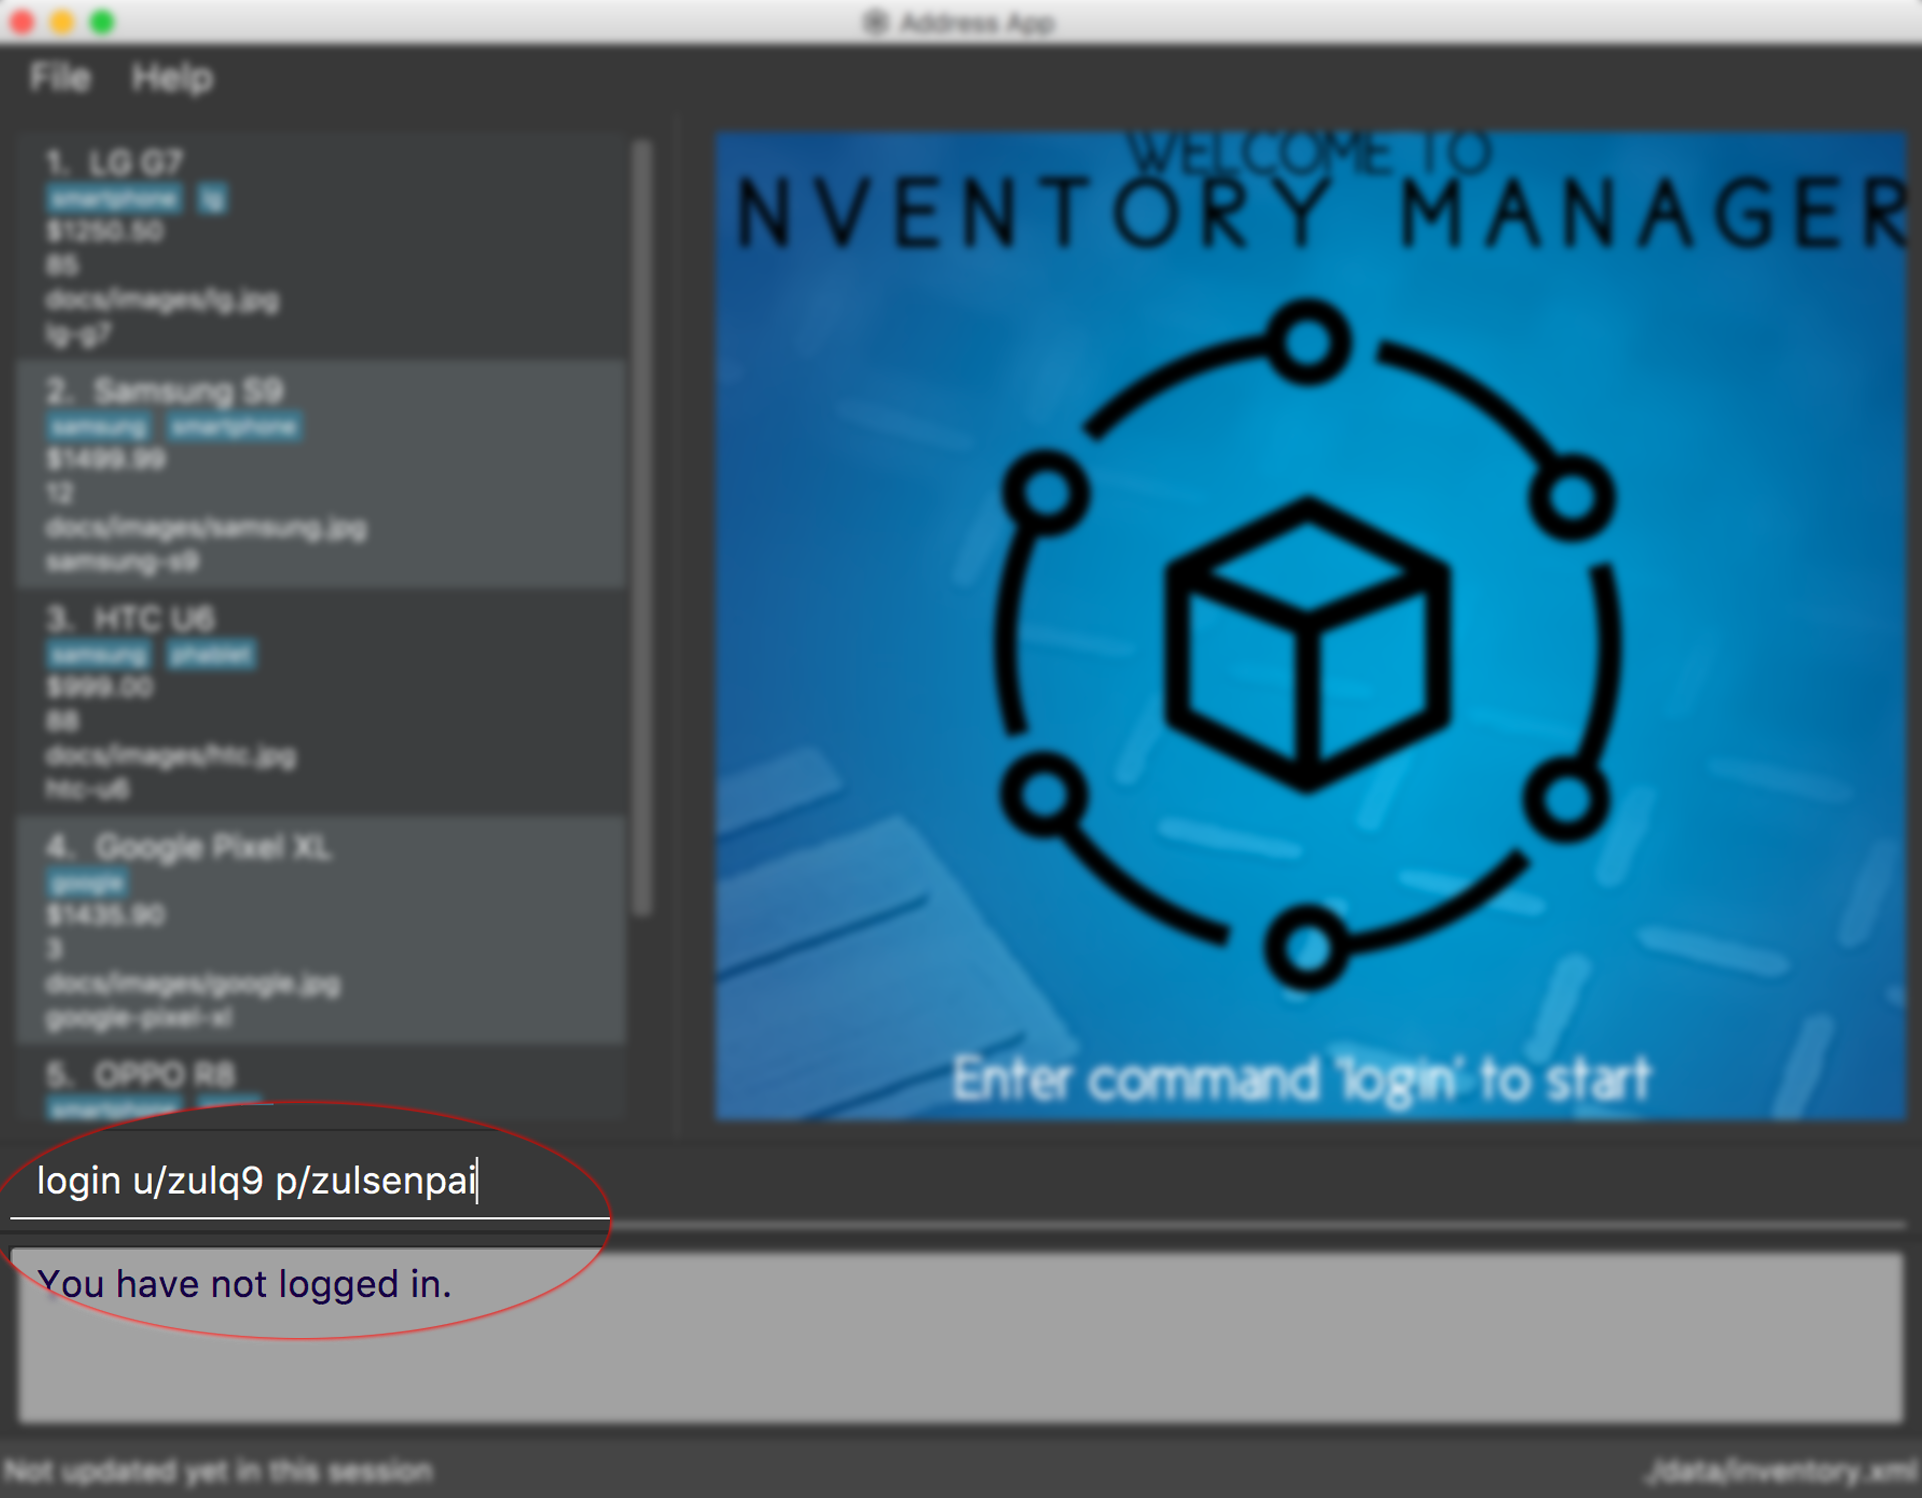 Address App
File Help
1. LG G7
smartphone lg
$1250.50
85
docs/images/lg.jpg
lg-g7
2. Samsung S9
samsung smartphone
$1499.99
12
docs/images/samsung.jpg
samsung-s9
3. HTC U6
samsung phablet
$999.00
88
docs/images/htc.jpg
htc-u6
4. Google Pixel XL
google
$1435.90
3
docs/images/google.jpg
google-pixel-xl
5. OPPO R8
smartphone
WELCOME TO
NVENTORY MANAGER
Enter command 'login' to start
login u/zulq9 p/zulsenpai
You have not logged in.
Not updated yet in this session
./data/inventory.xml